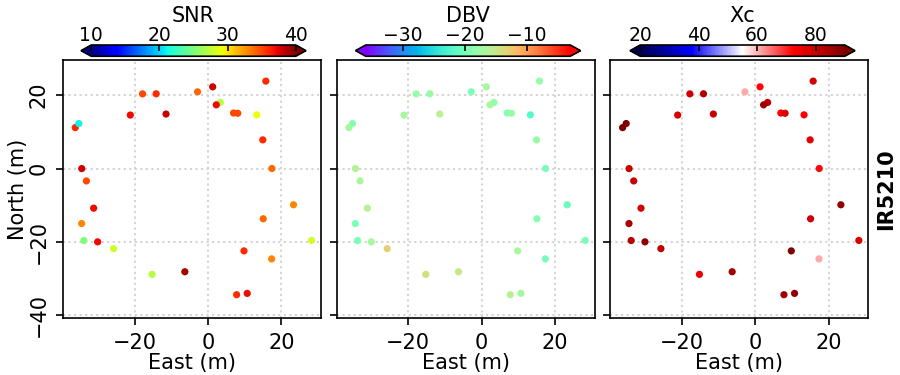 SNR DBV Xc
10 20 30 40 −30 −20 −10 20 40 60 80
North (m)
20
0
−20
−40
IR5210
−20 0 20 −20 0 20 −20 0 20
East (m) East (m) East (m)